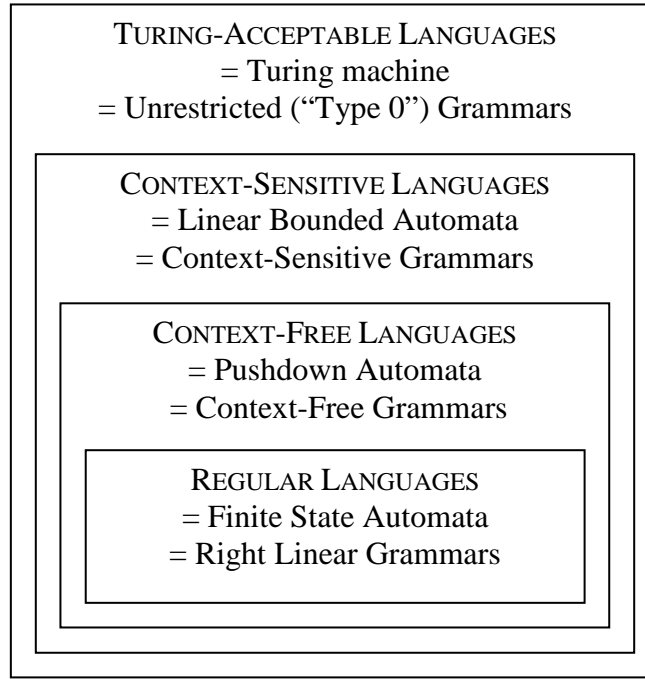 TURING-ACCEPTABLE LANGUAGES
= Turing machine
= Unrestricted (“Type 0”) Grammars
CONTEXT-SENSITIVE LANGUAGES
= Linear Bounded Automata
= Context-Sensitive Grammars
CONTEXT-FREE LANGUAGES
= Pushdown Automata
= Context-Free Grammars
REGULAR LANGUAGES
= Finite State Automata
= Right Linear Grammars